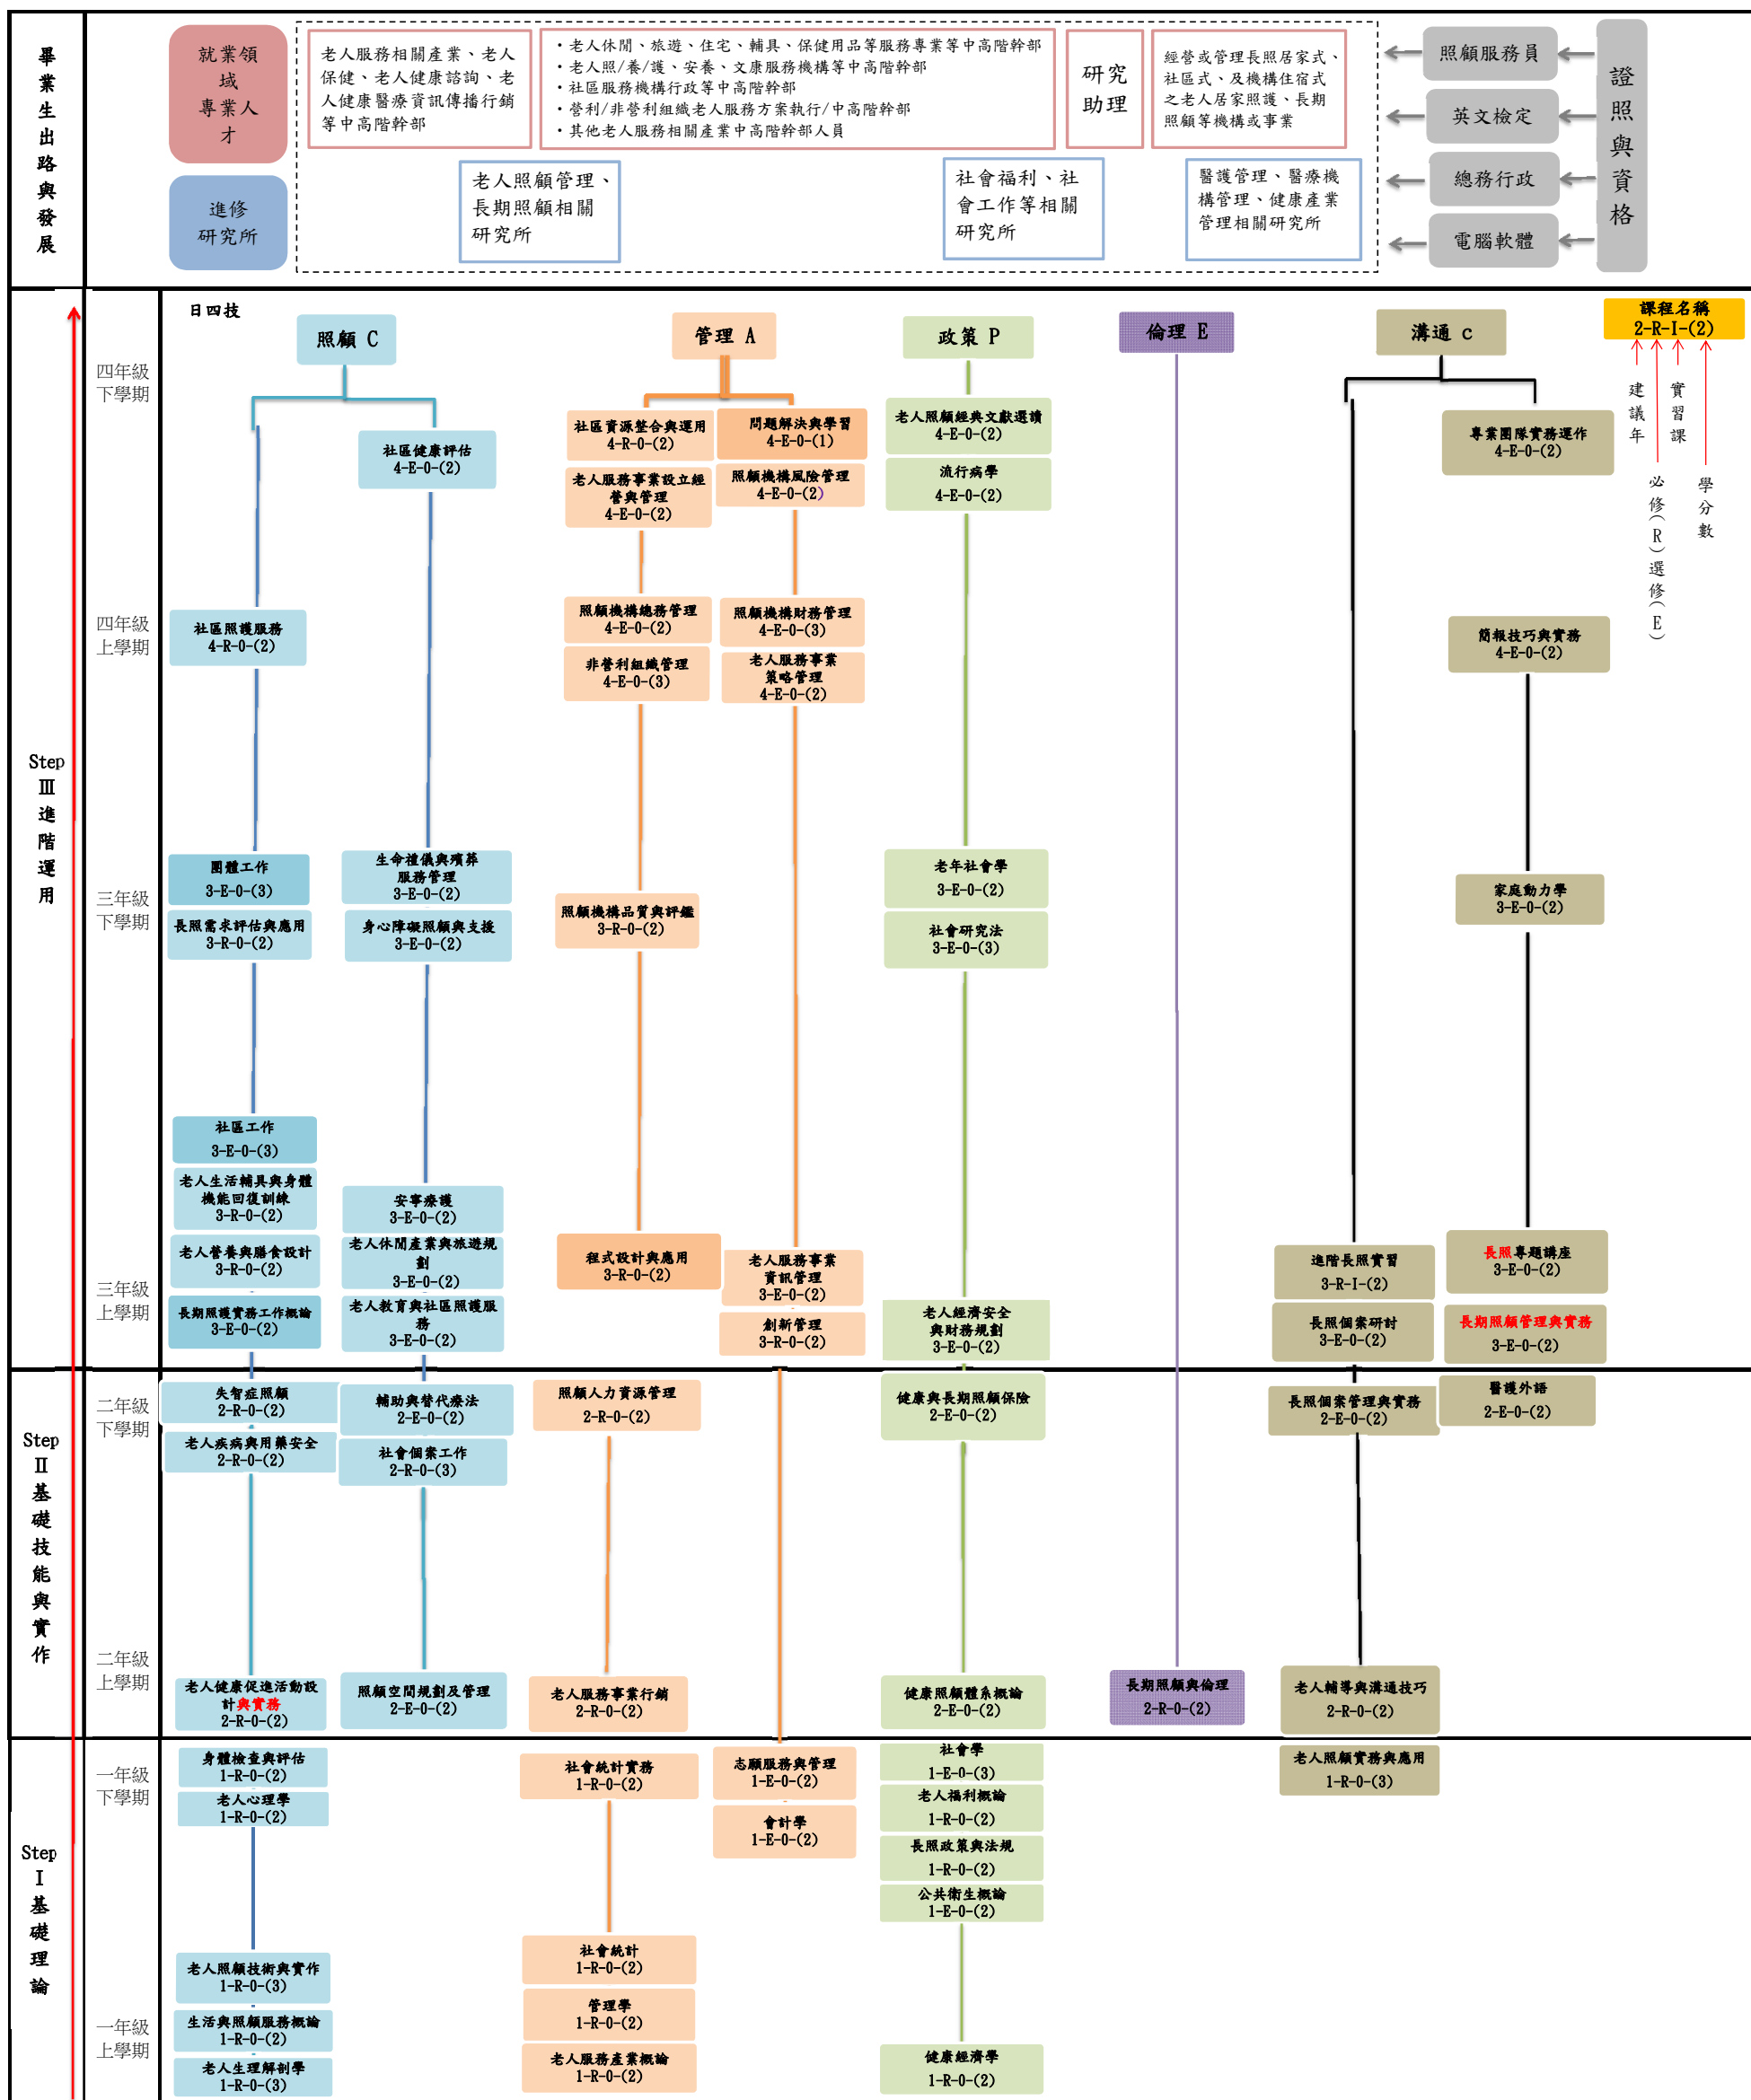 畢業生出路與發展
就業領
域
專業人
才
老人服務相關產業、老人
保健、老人健康諮詢、老
人健康醫療資訊傳播行銷
等中高階幹部
・老人休閒、旅遊、住宅、輔具、保健用品等服務專業等中高階幹部
・老人照/養/護、安養、文康服務機構等中高階幹部
・社區服務機構行政等中高階幹部
・營利/非營利組織老人服務方案執行/中高階幹部
・其他老人服務相關產業中高階幹部人員
研究
助理
經營或管理長照居家式、
社區式、及機構住宿式
之老人居家照護、長期
照顧等機構或事業
照顧服務員
英文檢定
總務行政
電腦軟體
證照與資格
進修
研究所
老人照顧管理、
長期照顧相關
研究所
社會福利、社
會工作等相關
研究所
醫護管理、醫療機
構管理、健康產業
管理相關研究所
日四技
照顧 C
管理 A
政策 P
倫理 E
溝通 c
課程名稱
2-R-I-(2)
建議年
必修(R)選修(E)
實習課
學分數
Step
III
進階運用
四年級
下學期
社區健康評估
4-E-0-(2)
社區資源整合與運用
4-R-0-(2)
老人服務事業設立經
營與管理
4-E-0-(2)
問題解決與學習
4-E-0-(1)
照顧機構風險管理
4-E-0-(2)
老人照顧經典文獻選讀
4-E-0-(2)
流行病學
4-E-0-(2)
專業團隊實務運作
4-E-0-(2)
四年級
上學期
社區照護服務
4-R-0-(2)
照顧機構總務管理
4-E-0-(2)
非營利組織管理
4-E-0-(3)
照顧機構財務管理
4-E-0-(3)
老人服務事業
策略管理
4-E-0-(2)
簡報技巧與實務
4-E-0-(2)
三年級
下學期
團體工作
3-E-0-(3)
長照需求評估與應用
3-R-0-(2)
生命禮儀與殯葬
服務管理
3-E-0-(2)
身心障礙照顧與支援
3-E-0-(2)
照顧機構品質與評鑑
3-R-0-(2)
老年社會學
3-E-0-(2)
社會研究法
3-E-0-(3)
家庭動力學
3-E-0-(2)
三年級
上學期
社區工作
3-E-0-(3)
老人生活輔具與身體
機能回復訓練
3-R-0-(2)
老人營養與膳食設計
3-R-0-(2)
長期照護實務工作概論
3-E-0-(2)
安寧療護
3-E-0-(2)
老人休閒產業與旅遊規
劃
3-E-0-(2)
老人教育與社區照護服
務
3-E-0-(2)
程式設計與應用
3-R-0-(2)
老人服務事業
資訊管理
3-E-0-(2)
創新管理
3-R-0-(2)
老人經濟安全
與財務規劃
3-E-0-(2)
進階長照實習
3-R-I-(2)
長照個案研討
3-E-0-(2)
長照專題講座
3-E-0-(2)
長期照顧管理與實務
3-E-0-(2)
Step
II
基礎技能與實作
二年級
下學期
失智症照顧
2-R-0-(2)
老人疾病與用藥安全
2-R-0-(2)
輔助與替代療法
2-E-0-(2)
社會個案工作
2-R-0-(3)
照顧人力資源管理
2-R-0-(2)
健康與長期照顧保險
2-E-0-(2)
長照個案管理與實務
2-E-0-(2)
醫護外語
2-E-0-(2)
二年級
上學期
老人健康促進活動設
計與實務
2-R-0-(2)
照顧空間規劃及管理
2-E-0-(2)
老人服務事業行銷
2-R-0-(2)
健康照顧體系概論
2-E-0-(2)
長期照顧與倫理
2-R-0-(2)
老人輔導與溝通技巧
2-R-0-(2)
Step
I
基礎理論
一年級
下學期
身體檢查與評估
1-R-0-(2)
老人心理學
1-R-0-(2)
社會統計實務
1-R-0-(2)
志願服務與管理
1-E-0-(2)
會計學
1-E-0-(2)
社會學
1-E-0-(3)
老人福利概論
1-R-0-(2)
長照政策與法規
1-R-0-(2)
公共衛生概論
1-E-0-(2)
老人照顧實務與應用
1-R-0-(3)
一年級
上學期
老人照顧技術與實作
1-R-0-(3)
生活與照顧服務概論
1-R-0-(2)
老人生理解剖學
1-R-0-(3)
社會統計
1-R-0-(2)
管理學
1-R-0-(2)
老人服務產業概論
1-R-0-(2)
健康經濟學
1-R-0-(2)